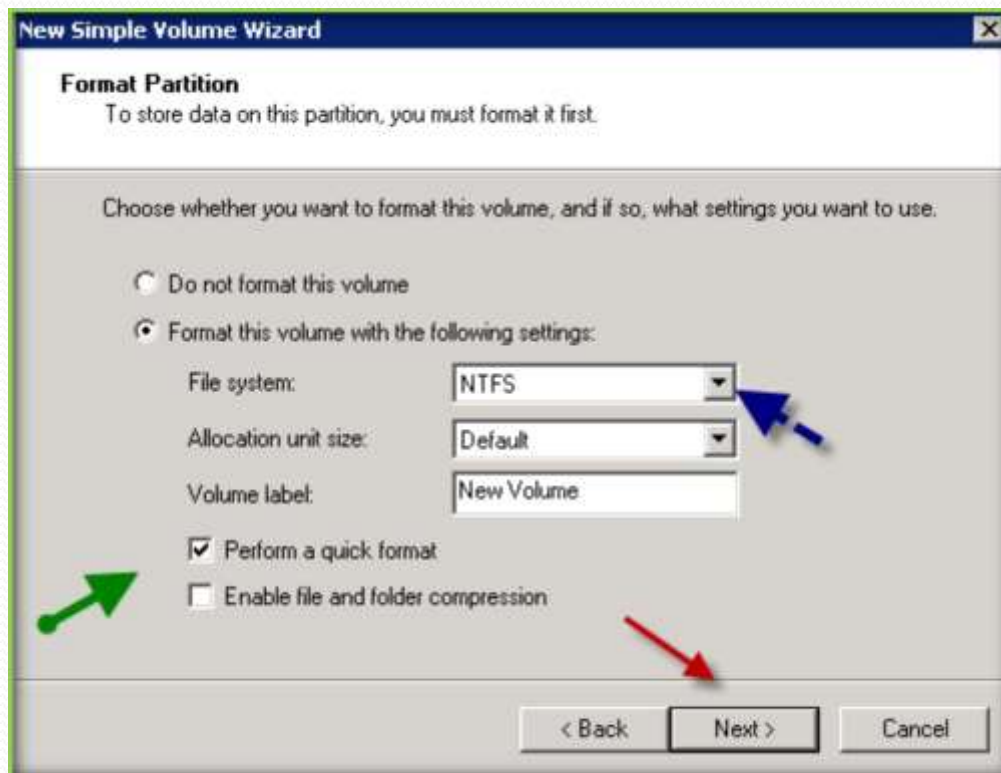 New Simple Volume Wizard
Format Partition
To store data on this partition, you must format it first.
Choose whether you want to format this volume, and if so, what settings you want to use.
Do not format this volume
Format this volume with the following settings:
File system: NTFS
Allocation unit size: Default
Volume label: New Volume
Perform a quick format
Enable file and folder compression
< Back Next > Cancel